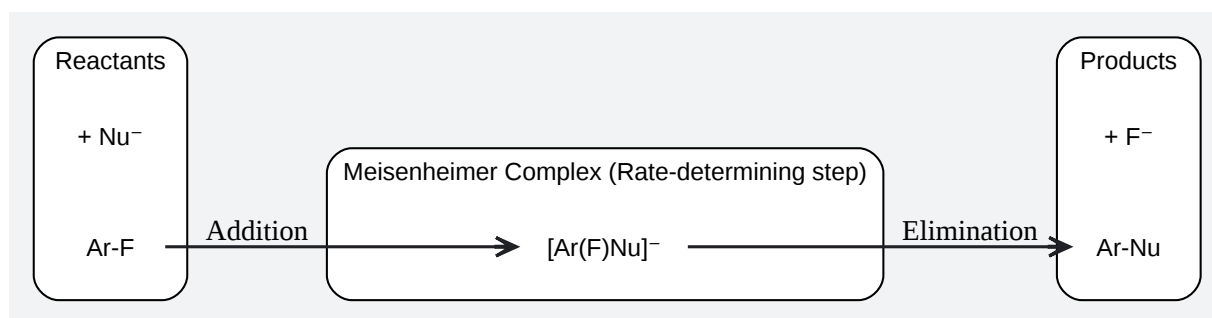 Reactants
+ Nu⁻
Ar-F
Addition
Meisenheimer Complex (Rate-determining step)
[Ar(F)Nu]⁻
Elimination
Products
+ F⁻
Ar-Nu